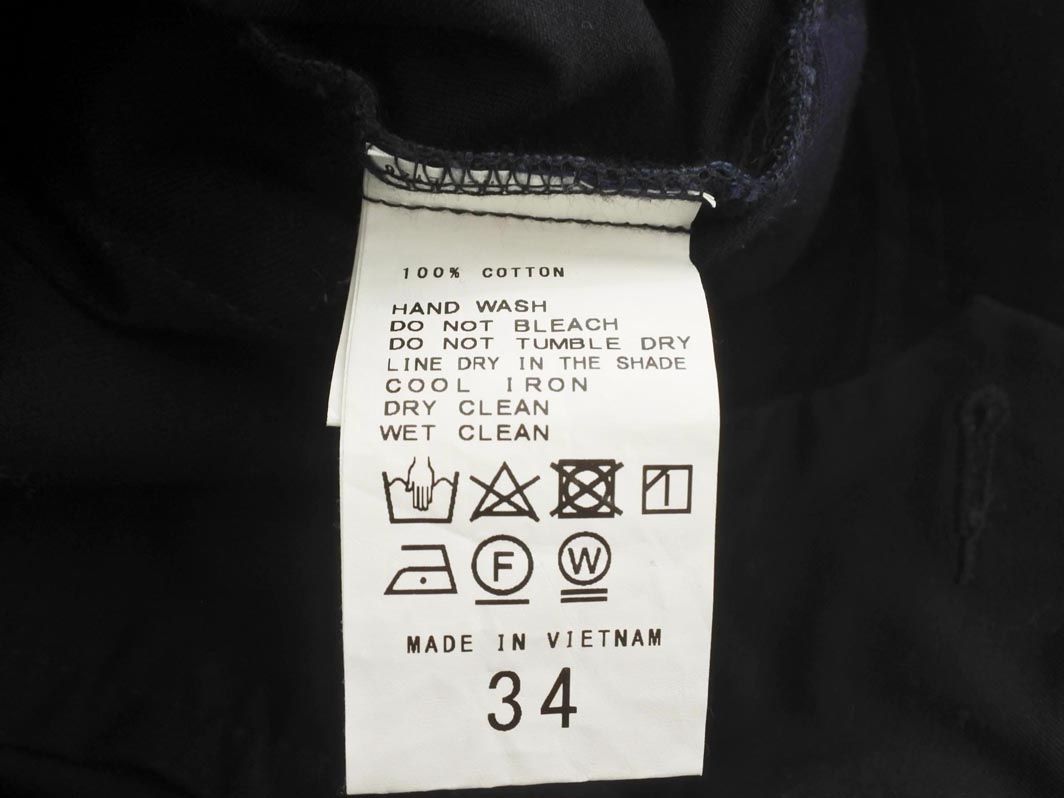 100% COTTON
HAND WASH
DO NOT BLEACH
DO NOT TUMBLE DRY
LINE DRY IN THE SHADE
COOL IRON
DRY CLEAN
WET CLEAN
F W
MADE IN VIETNAM
34